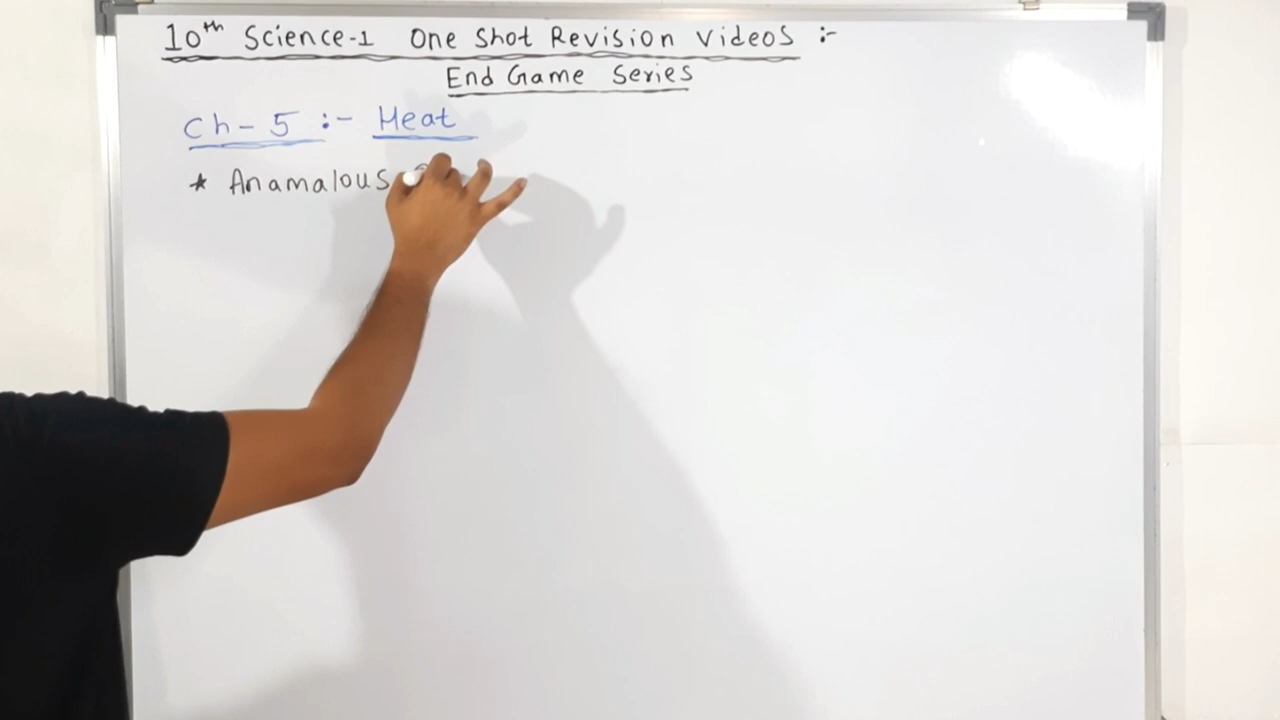 10th Science-1 One Shot Revision Videos :-
End Game Series
Ch - 5 :- Heat
* Anamalous